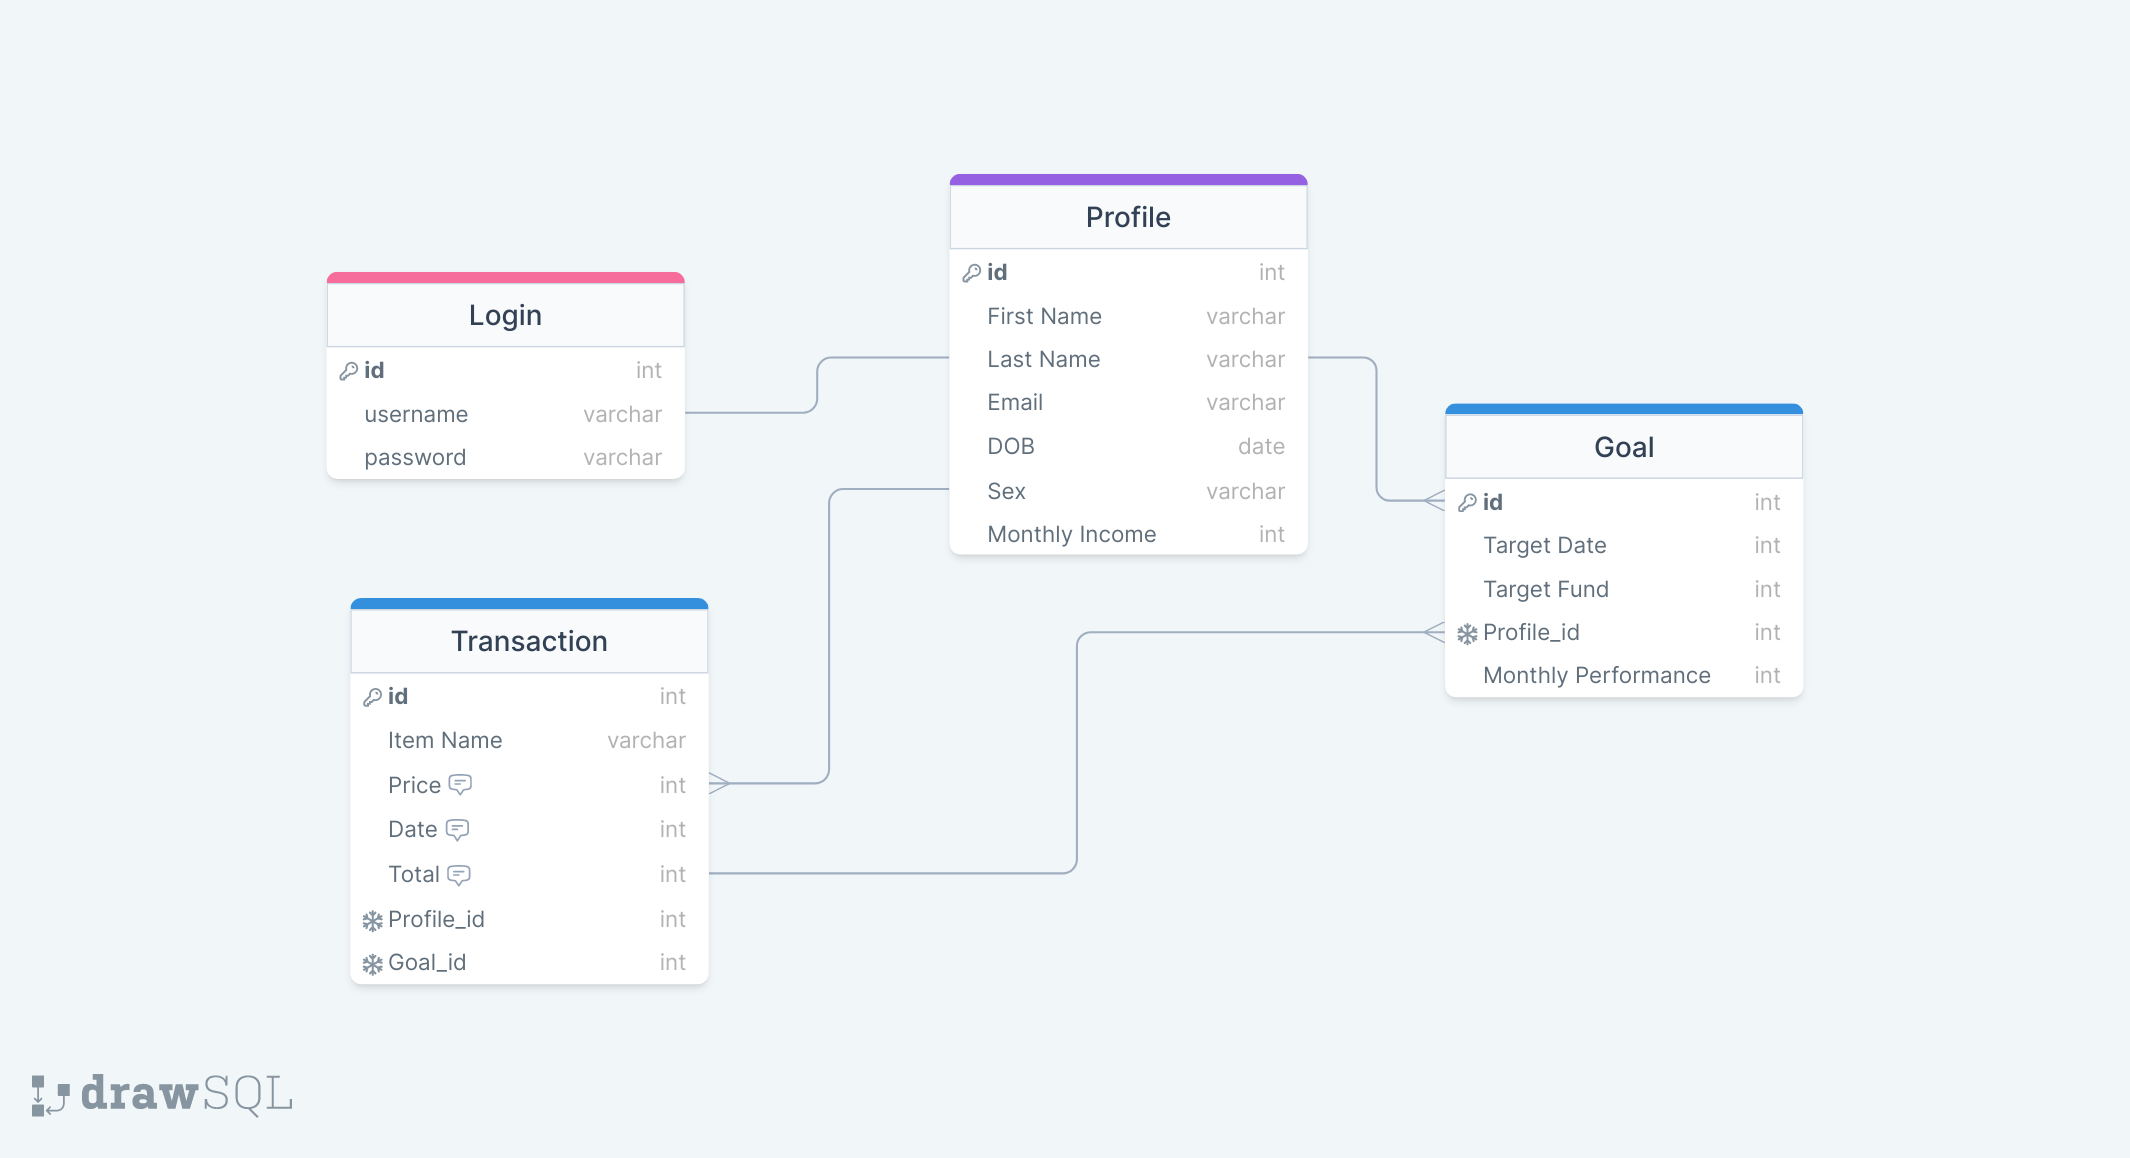 Login
id int
username varchar
password varchar
Profile
id int
First Name varchar
Last Name varchar
Email varchar
DOB date
Sex varchar
Monthly Income int
Transaction
id int
Item Name varchar
Price int
Date int
Total int
Profile_id int
Goal_id int
Goal
id int
Target Date int
Target Fund int
Profile_id int
Monthly Performance int
drawSQL